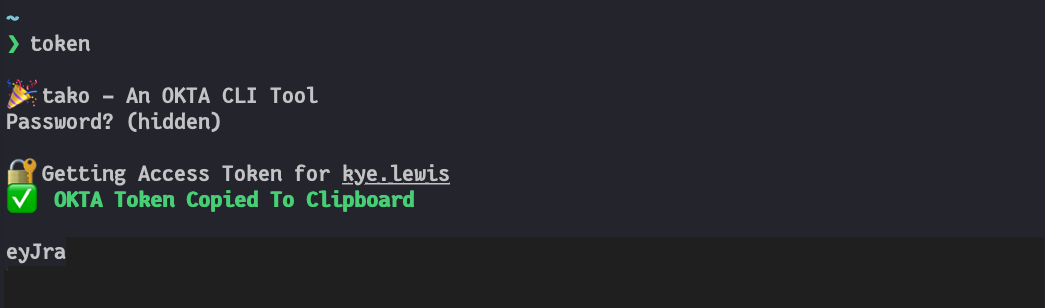 ~
❯ token
tako - An OKTA CLI Tool
Password? (hidden)
Getting Access Token for kye.lewis
OKTA Token Copied To Clipboard
eyJra